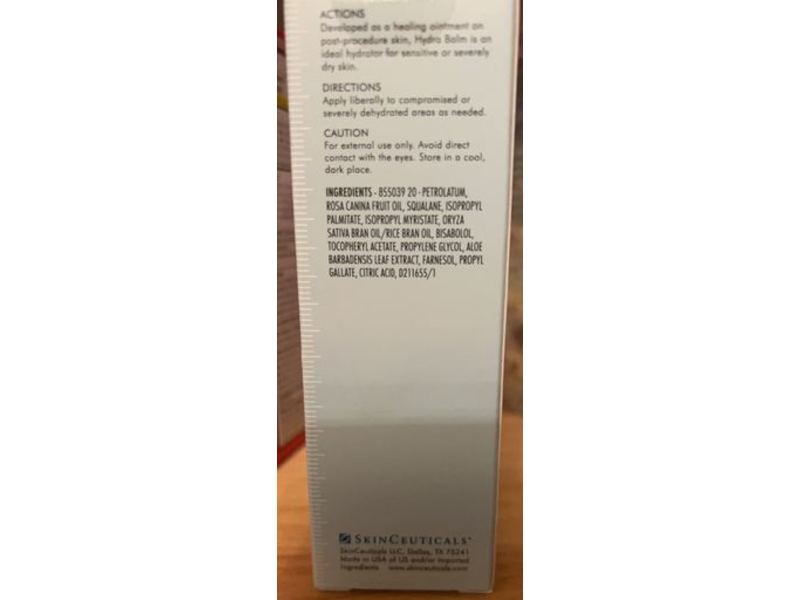 ACTIONS
Developed as a healing ointment on
post-procedure skin, Hydra Balm is an
ideal hydrator for sensitive or severely
dry skin.
DIRECTIONS
Apply liberally to compromised or
severely dehydrated areas as needed.
CAUTION
For external use only. Avoid direct
contact with the eyes. Store in a cool,
dark place.
INGREDIENTS - 855039 20 - PETROLATUM,
ROSA CANINA FRUIT OIL, SQUALANE, ISOPROPYL
PALMITATE, ISOPROPYL MYRISTATE, ORYZA
SATIVA BRAN OIL/RICE BRAN OIL, BISABOLOL,
TOCOPHERYL ACETATE, PROPYLENE GLYCOL, ALOE
BARBADENSIS LEAF EXTRACT, FARNESOL, PROPYL
GALLATE, CITRIC ACID, D211655/1
SKINCEUTICALS
SkinCeuticals LLC, Dallas, TX 75241
Made in USA of US and/or imported
Ingredients www.skinceuticals.com